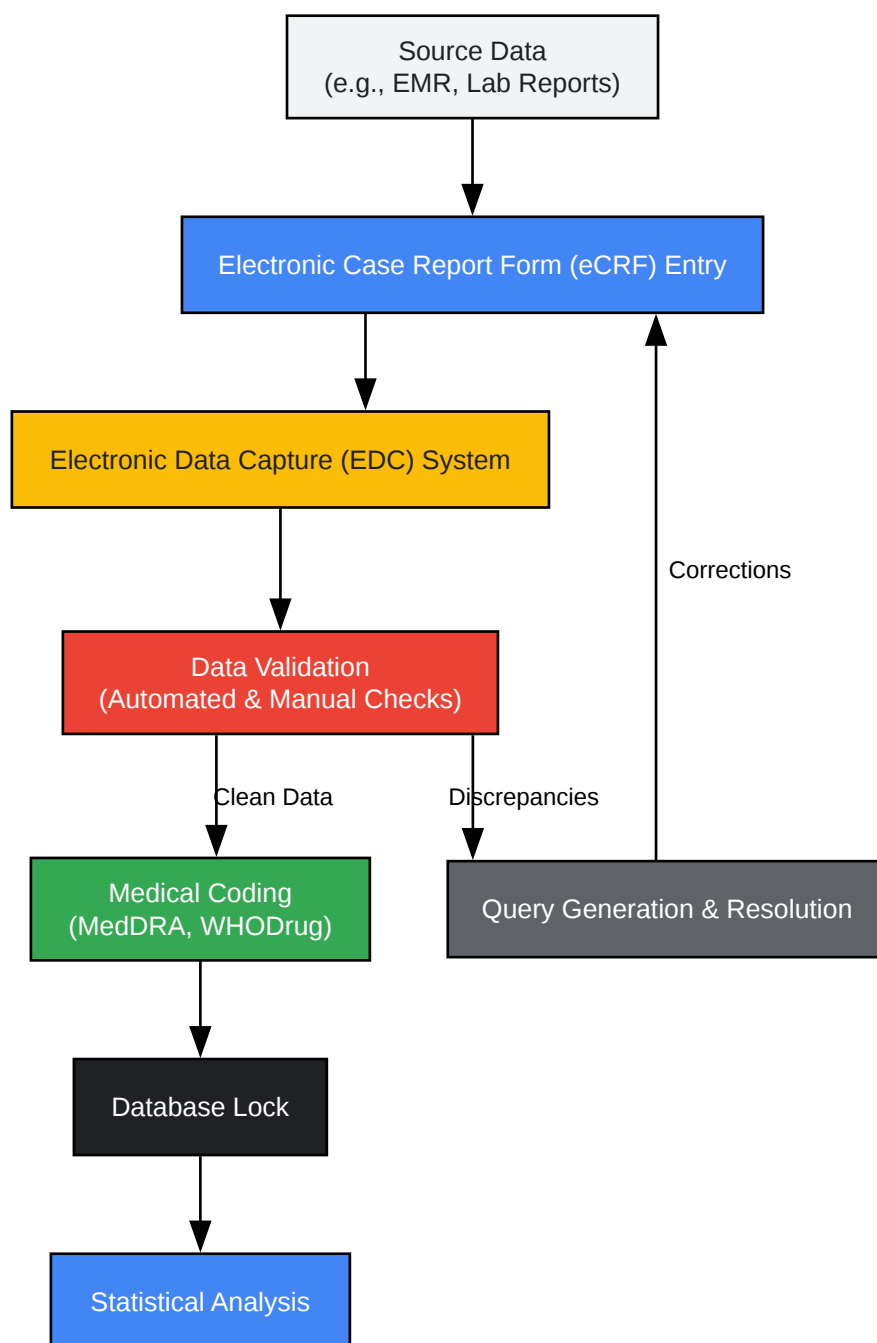 Source Data
(e.g., EMR, Lab Reports)
Electronic Case Report Form (eCRF) Entry
Electronic Data Capture (EDC) System
Corrections
Data Validation
(Automated & Manual Checks)
Clean Data
Discrepancies
Medical Coding
(MedDRA, WHODrug)
Query Generation & Resolution
Database Lock
Statistical Analysis